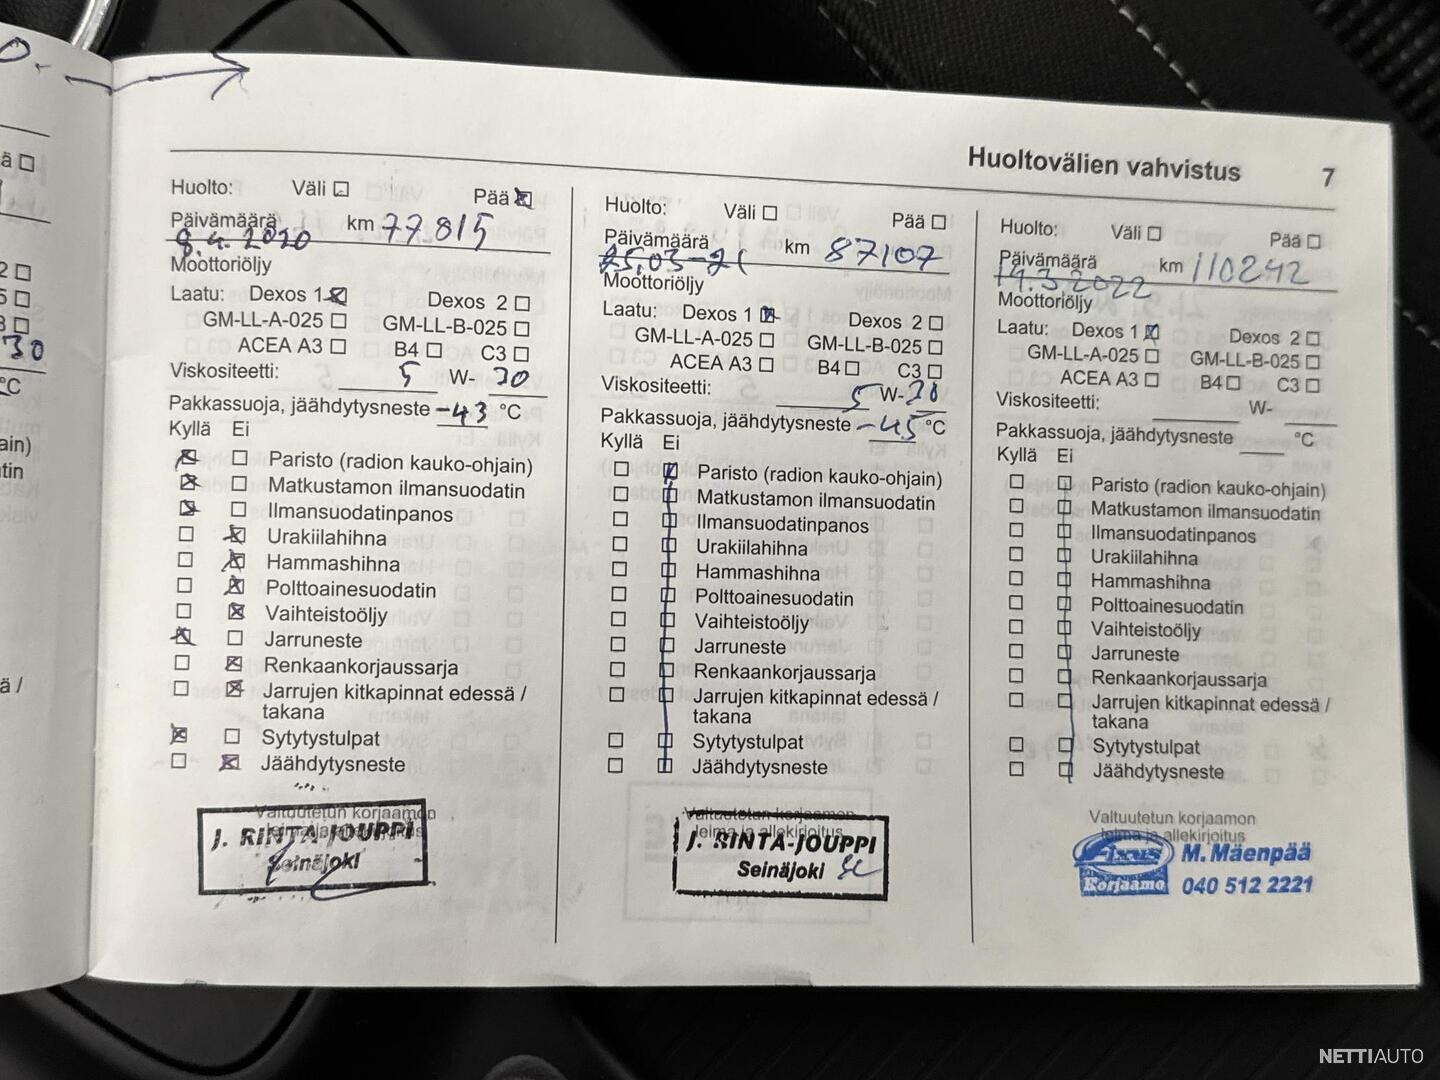 Huoltovälien vahvistus 7
Huolto: Väli Pää
Päivämäärä km 77815
8.4. 2020
Moottoriöljy
Laatu: Dexos 1 Dexos 2
GM-LL-A-025 GM-LL-B-025
ACEA A3 B4 C3
Viskositeetti: 5 W- 30
Pakkassuoja, jäähdytysneste -43 °C
Kyllä Ei
Paristo (radion kauko-ohjain)
Matkustamon ilmansuodatin
Ilmansuodatinpanos
Urakiilahihna
Hammashihna
Polttoainesuodatin
Vaihteistoöljy
Jarruneste
Renkaankorjaussarja
Jarrujen kitkapinnat edessä /
takana
Sytytystulpat
Jäähdytysneste
Valtuutetun korjaamon
leima ja allekirjoitus
J. RINTA-JOUPPI
Seinäjoki
Huolto: Väli Pää
Päivämäärä km 87107
25.03-21
Moottoriöljy
Laatu: Dexos 1 Dexos 2
GM-LL-A-025 GM-LL-B-025
ACEA A3 B4 C3
Viskositeetti: 5 W-30
Pakkassuoja, jäähdytysneste -45 °C
Kyllä Ei
Paristo (radion kauko-ohjain)
Matkustamon ilmansuodatin
Ilmansuodatinpanos
Urakiilahihna
Hammashihna
Polttoainesuodatin
Vaihteistoöljy
Jarruneste
Renkaankorjaussarja
Jarrujen kitkapinnat edessä /
takana
Sytytystulpat
Jäähdytysneste
Valtuutetun korjaamon
leima ja allekirjoitus
J. RINTA-JOUPPI
Seinäjoki
Huolto: Väli Pää
Päivämäärä km 110242
19.3.2022
Moottoriöljy
Laatu: Dexos 1 Dexos 2
GM-LL-A-025 GM-LL-B-025
ACEA A3 B4 C3
Viskositeetti: W-
Pakkassuoja, jäähdytysneste °C
Kyllä Ei
Paristo (radion kauko-ohjain)
Matkustamon ilmansuodatin
Ilmansuodatinpanos
Urakiilahihna
Hammashihna
Polttoainesuodatin
Vaihteistoöljy
Jarruneste
Renkaankorjaussarja
Jarrujen kitkapinnat edessä /
takana
Sytytystulpat
Jäähdytysneste
Valtuutetun korjaamon
leima ja allekirjoitus
Fixus M. Mäenpää
Korjaamo 040 512 2221
NETTIAUTO